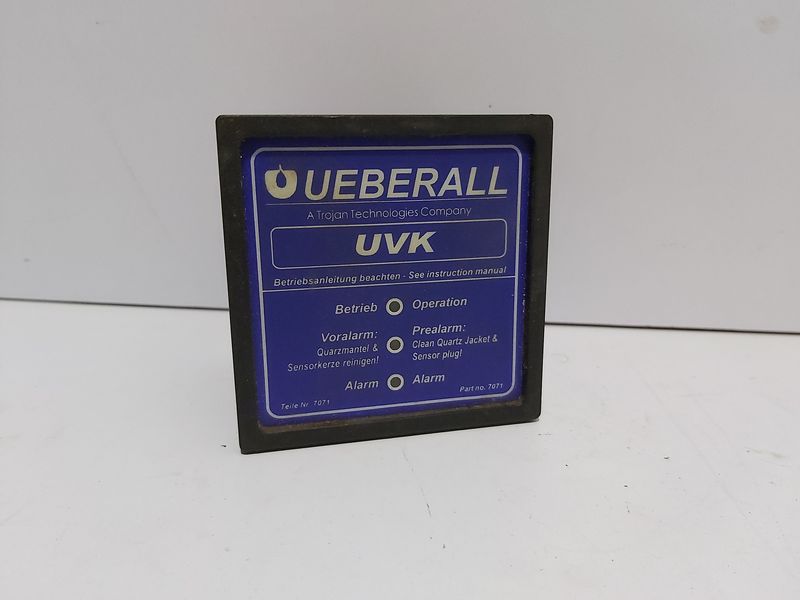 UEBERALL
A Trojan Technologies Company
UVK
Betriebsanleitung beachten - See instruction manual
Betrieb Operation
Voralarm: Prealarm:
Quarzmantel & Clean Quartz Jacket &
Sensorkerze reinigen! Sensor plug!
Alarm Alarm
Teile Nr. 7071 Part no. 7071